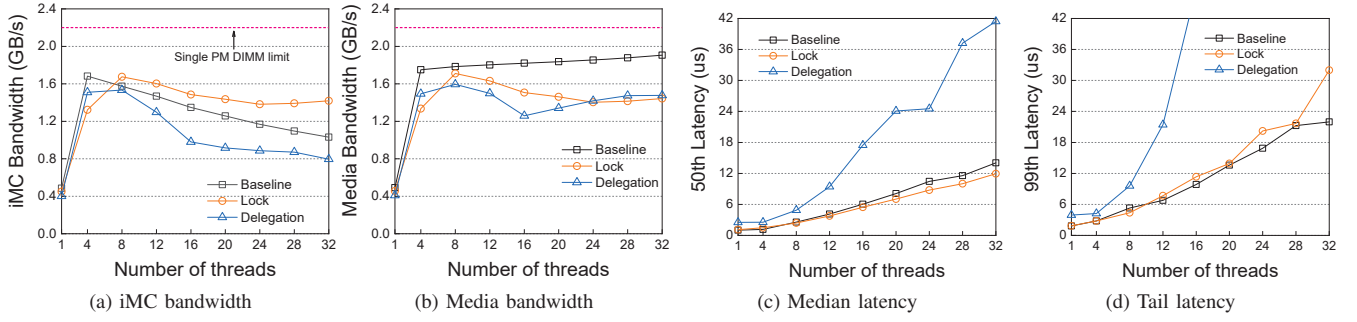 iMC Bandwidth (GB/s)
2.4
2.0
1.6
1.2
0.8
0.4
0.0
Single PM DIMM limit
Baseline
Lock
Delegation
1 4 8 12 16 20 24 28 32
Number of threads
(a) iMC bandwidth
Media Bandwidth (GB/s)
2.4
2.0
1.6
1.2
0.8
0.4
0.0
Baseline
Lock
Delegation
1 4 8 12 16 20 24 28 32
Number of threads
(b) Media bandwidth
50th Latency (us)
42
36
30
24
18
12
6
0
Baseline
Lock
Delegation
1 4 8 12 16 20 24 28 32
Number of threads
(c) Median latency
99th Latency (us)
42
36
30
24
18
12
6
0
Baseline
Lock
Delegation
1 4 8 12 16 20 24 28 32
Number of threads
(d) Tail latency